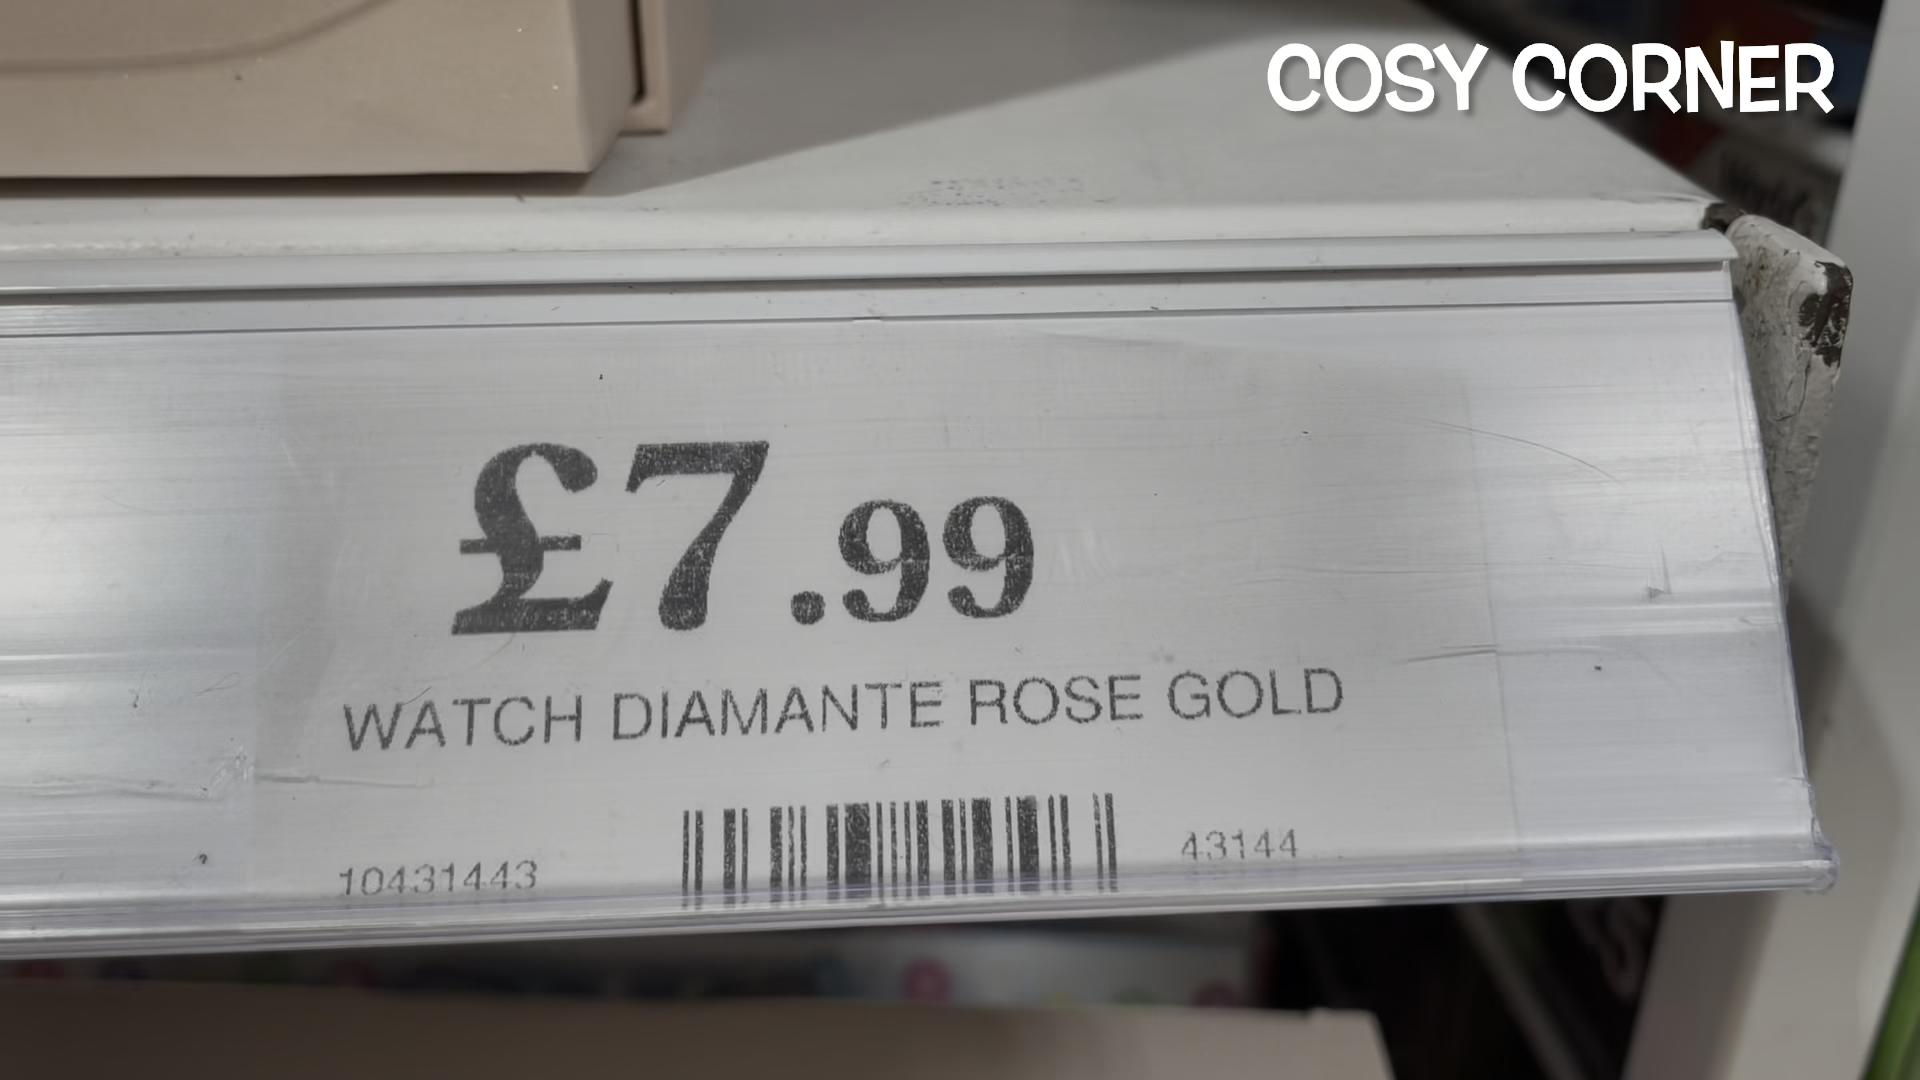 COSY CORNER
£7.99
WATCH DIAMANTE ROSE GOLD
10431443
43144